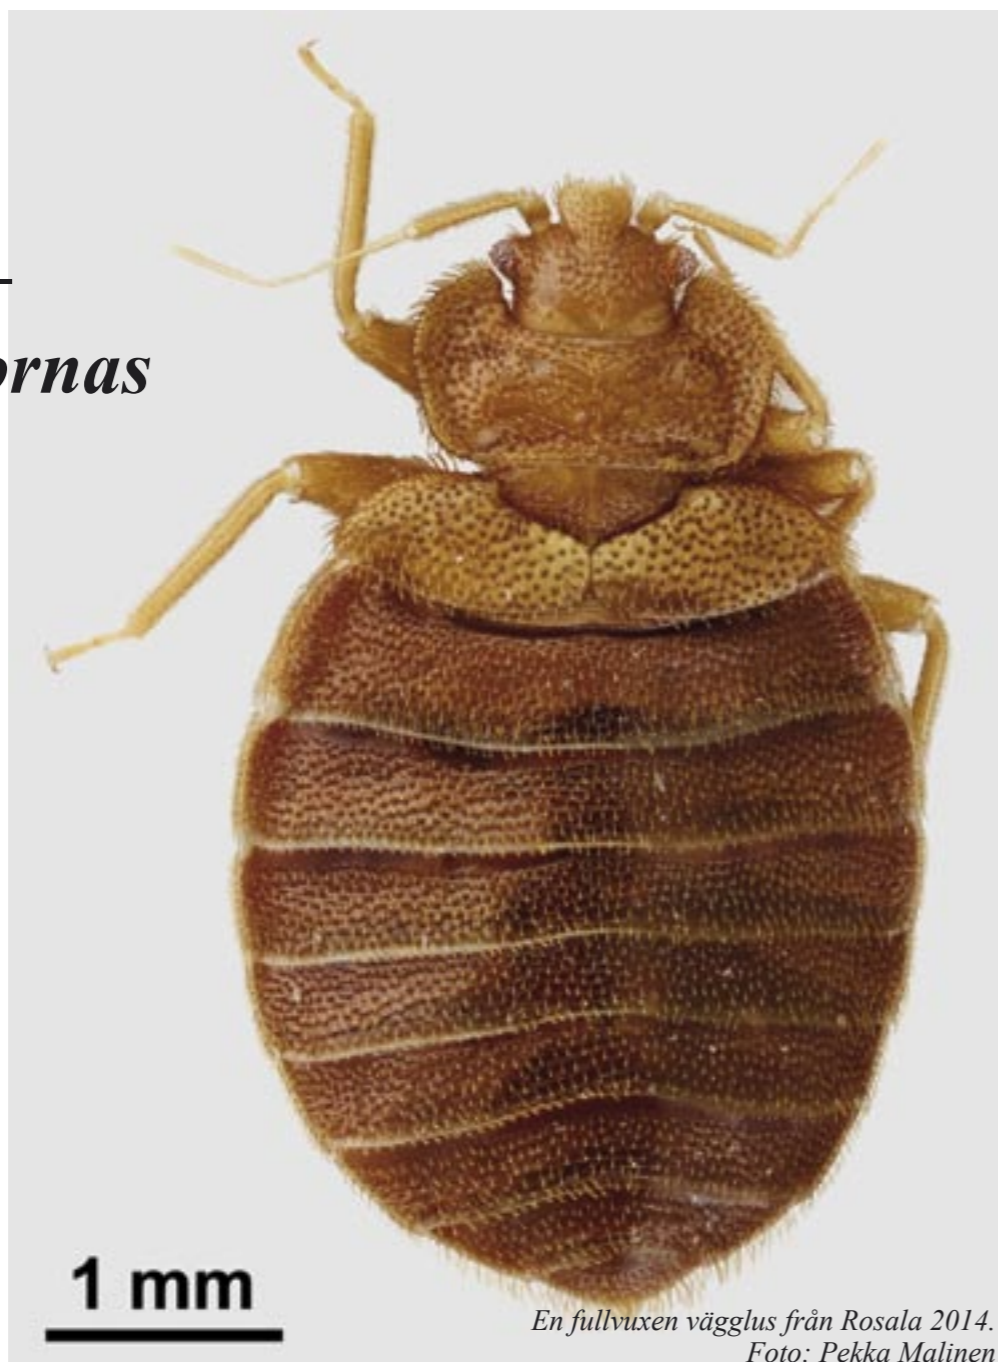 ornas
1 mm
En fullvuxen vägglus från Rosala 2014.
Foto: Pekka Malinen